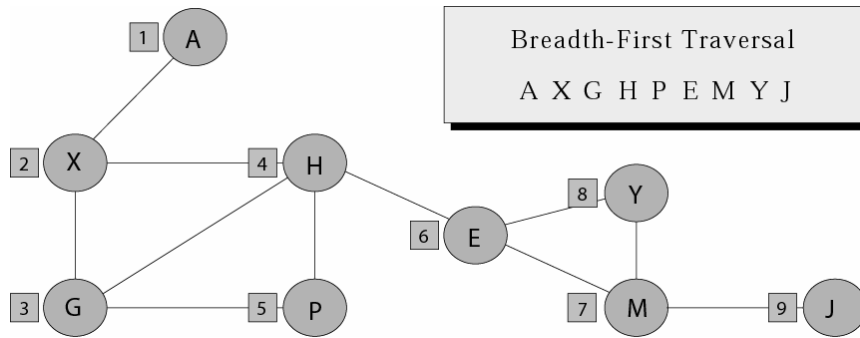 Breadth-First Traversal
A X G H P E M Y J
1 A
2 X
4 H
8 Y
6 E
3 G
5 P
7 M
9 J